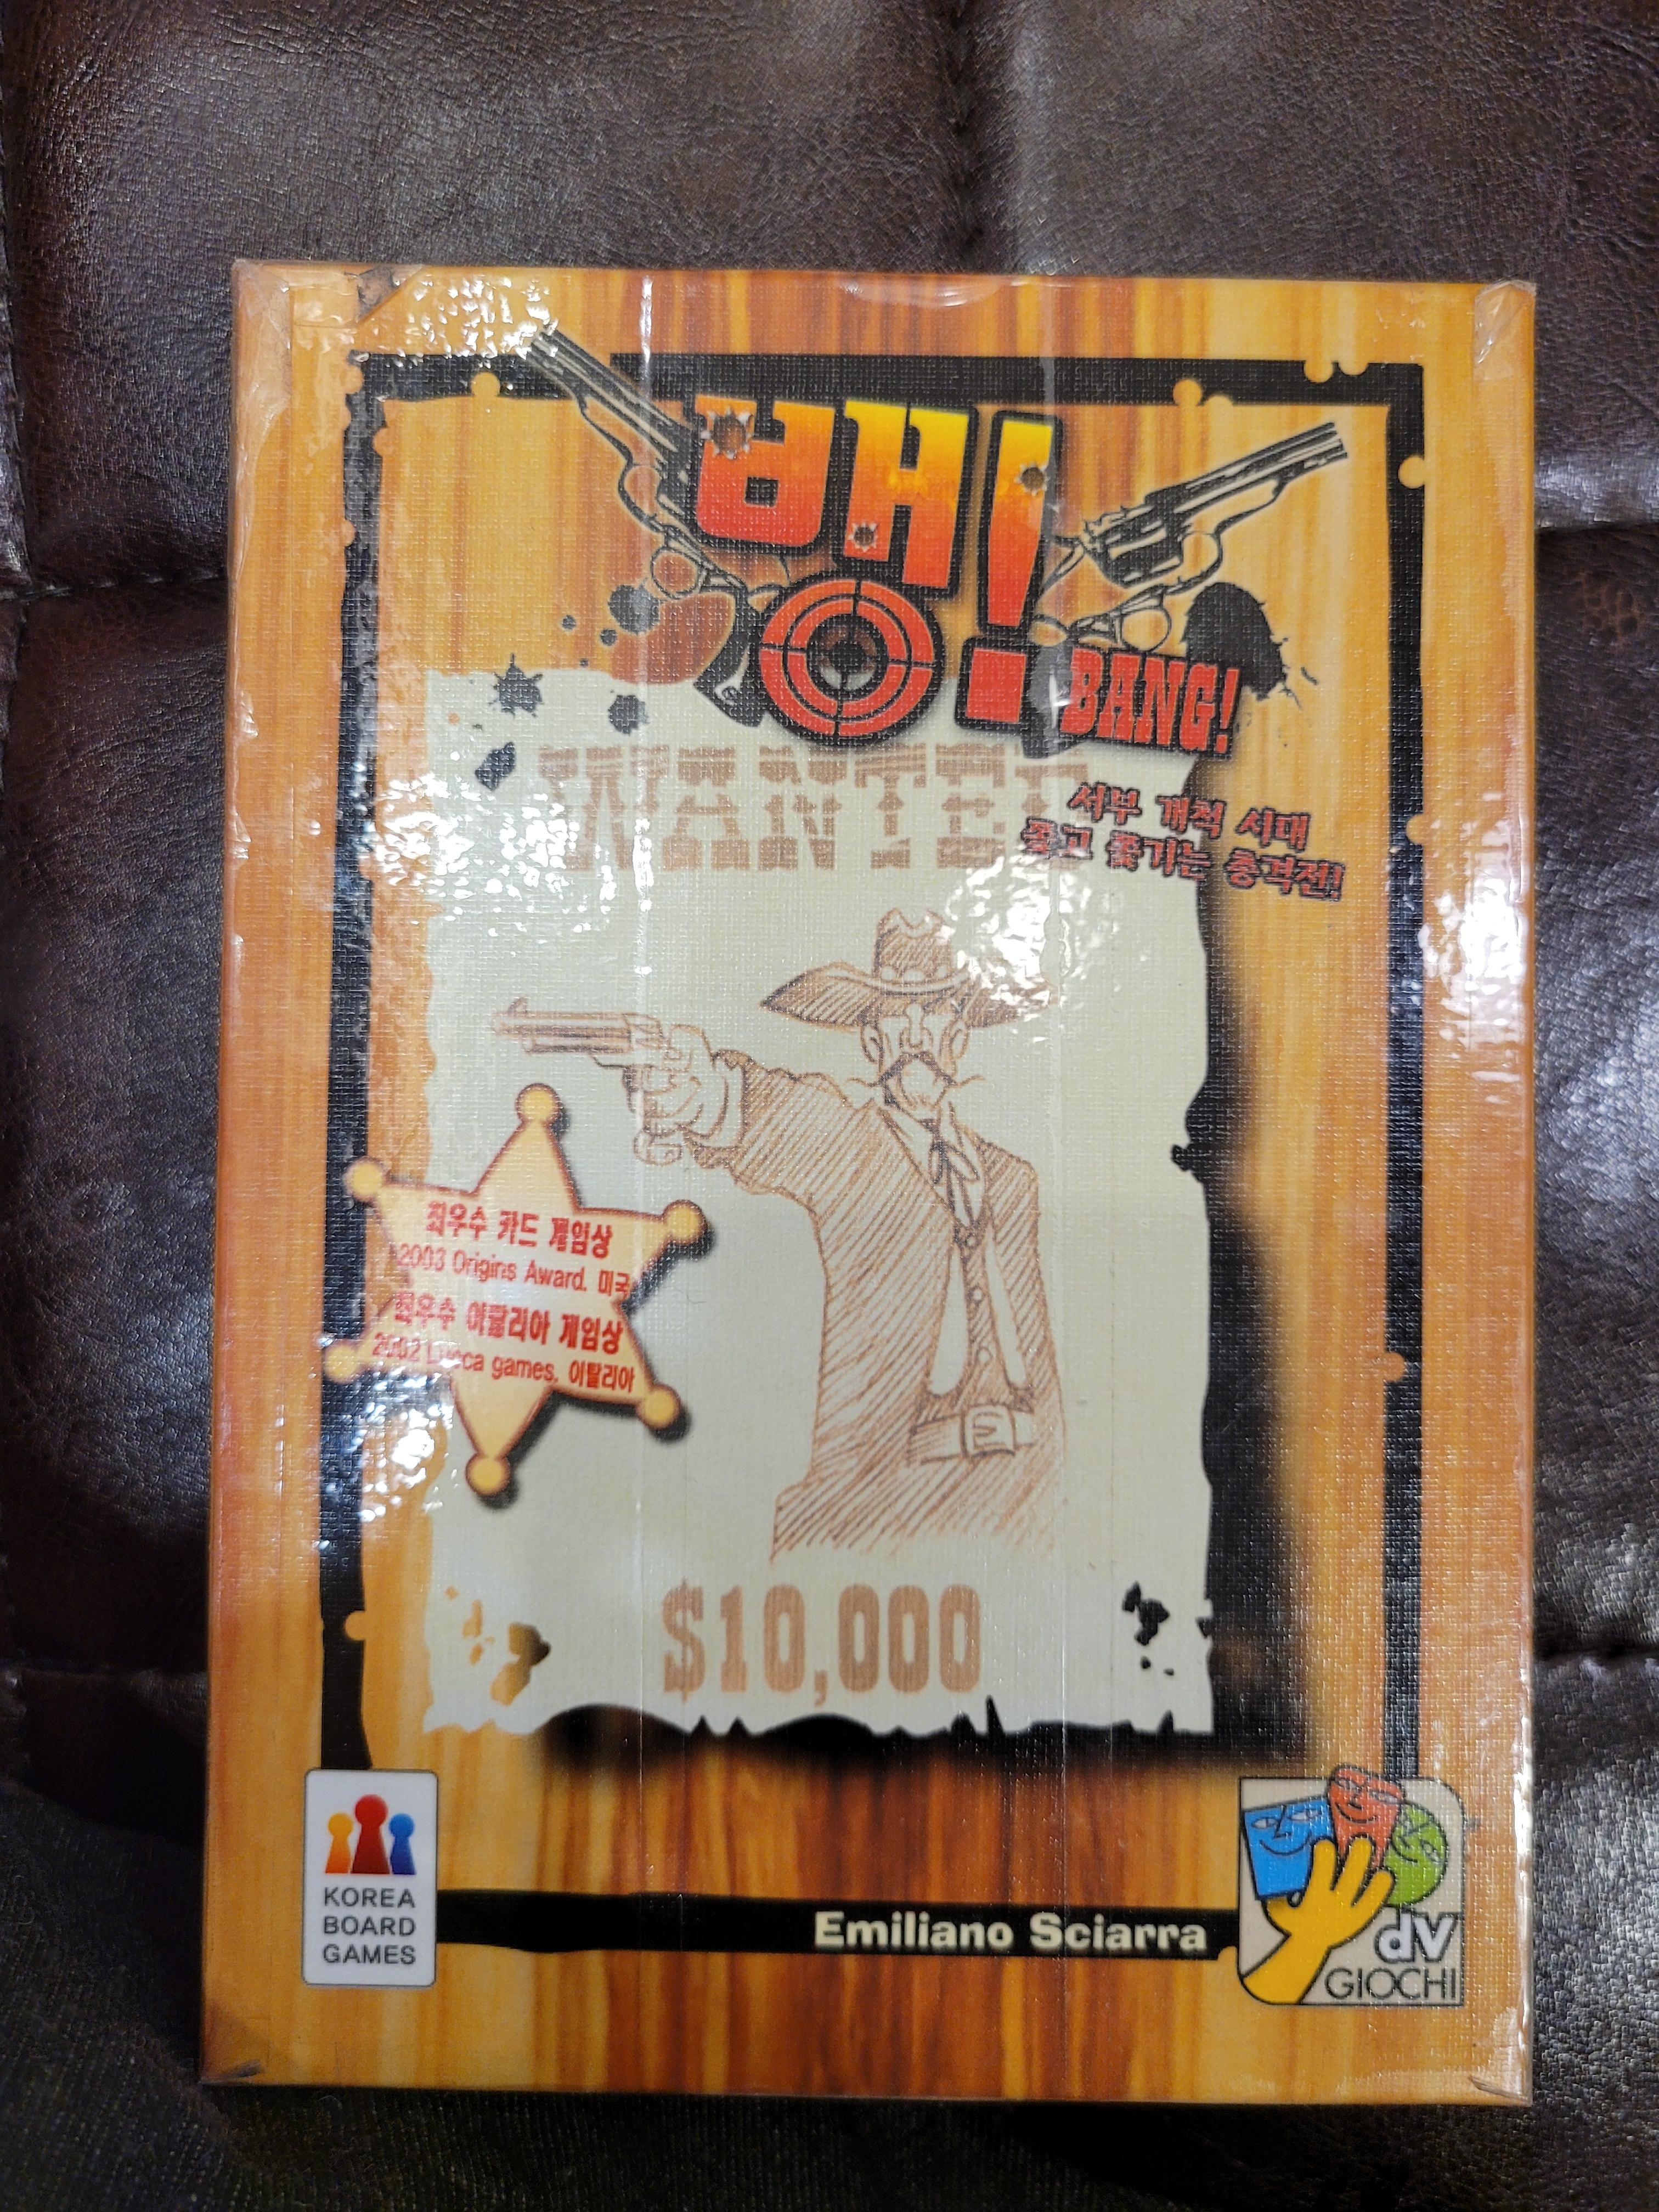 뱅!
BANG!
WANTED
서부 개척 시대
쫓고 쫓기는 총격전!
최우수 카드 게임상
2003 Origins Award. 미국
최우수 이탈리아 게임상
2002 Lucca games, 이탈리아
$10,000
KOREA
BOARD
GAMES
Emiliano Sciarra
dV
GIOCHI